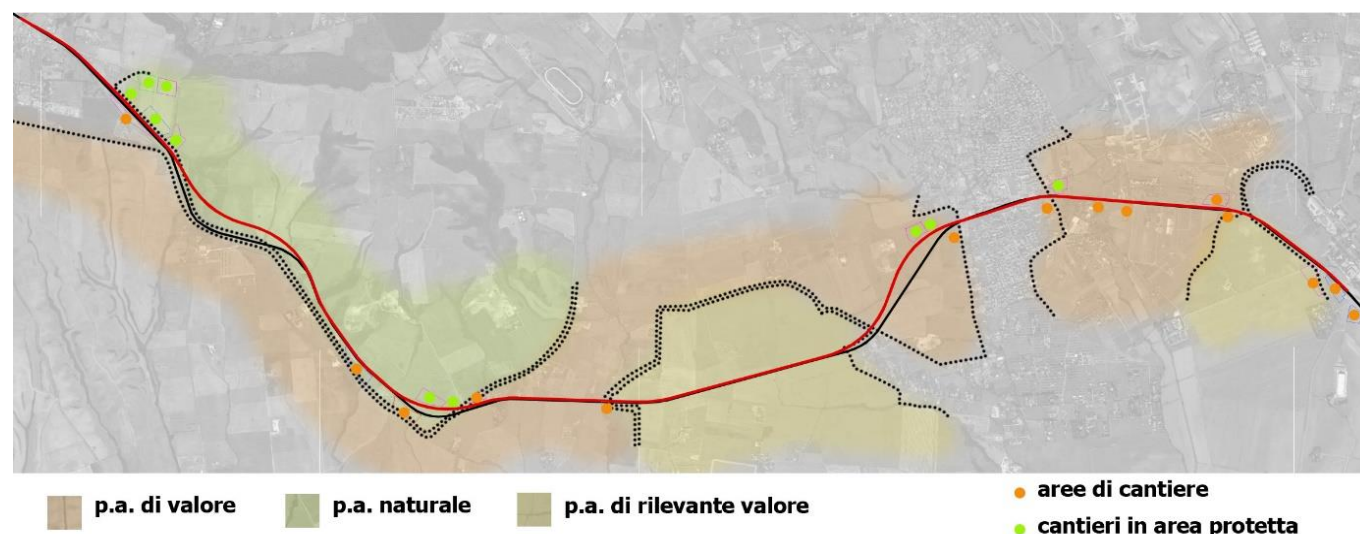 p.a. di valore
p.a. naturale
p.a. di rilevante valore
aree di cantiere
cantieri in area protetta